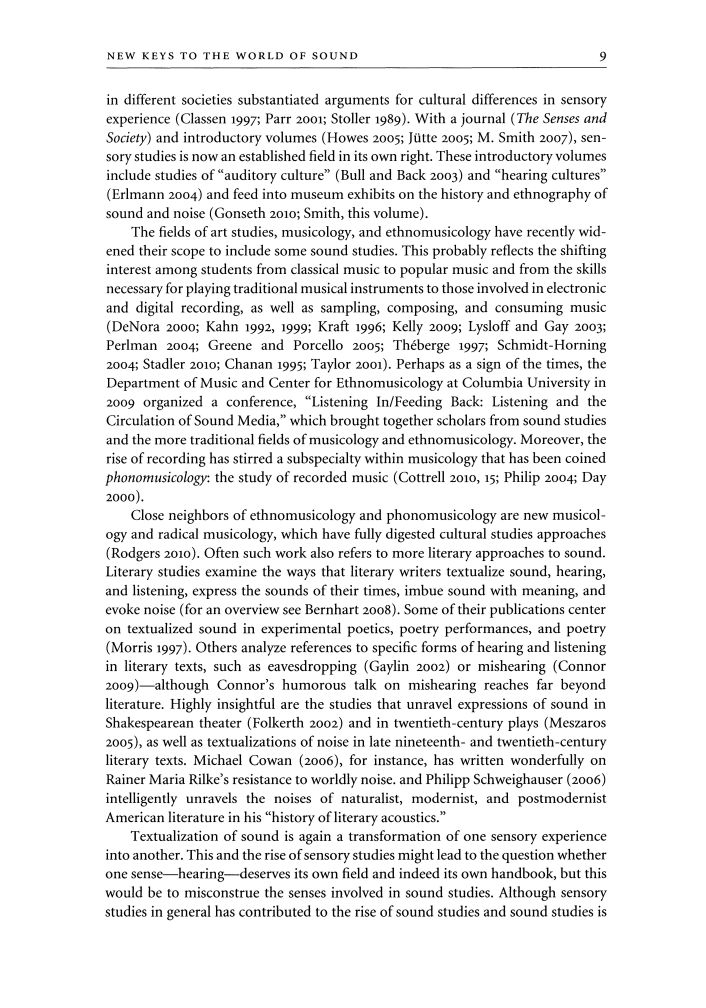 NEW KEYS TO THE WORLD OF SOUND 9
in different societies substantiated arguments for cultural differences in sensory
experience (Classen 1997; Parr 2001; Stoller 1989). With a journal (The Senses and
Society) and introductory volumes (Howes 2005; Jütte 2005; M. Smith 2007), sen-
sory studies is now an established field in its own right. These introductory volumes
include studies of “auditory culture” (Bull and Back 2003) and “hearing cultures”
(Erlmann 2004) and feed into museum exhibits on the history and ethnography of
sound and noise (Gonseth 2010; Smith, this volume).
The fields of art studies, musicology, and ethnomusicology have recently wid-
ened their scope to include some sound studies. This probably reflects the shifting
interest among students from classical music to popular music and from the skills
necessary for playing traditional musical instruments to those involved in electronic
and digital recording, as well as sampling, composing, and consuming music
(DeNora 2000; Kahn 1992, 1999; Kraft 1996; Kelly 2009; Lysloff and Gay 2003;
Perlman 2004; Greene and Porcello 2005; Théberge 1997; Schmidt-Horning
2004; Stadler 2010; Chanan 1995; Taylor 2001). Perhaps as a sign of the times, the
Department of Music and Center for Ethnomusicology at Columbia University in
2009 organized a conference, “Listening In/Feeding Back: Listening and the
Circulation of Sound Media,” which brought together scholars from sound studies
and the more traditional fields of musicology and ethnomusicology. Moreover, the
rise of recording has stirred a subspecialty within musicology that has been coined
phonomusicology: the study of recorded music (Cottrell 2010, 15; Philip 2004; Day
2000).
Close neighbors of ethnomusicology and phonomusicology are new musicol-
ogy and radical musicology, which have fully digested cultural studies approaches
(Rodgers 2010). Often such work also refers to more literary approaches to sound.
Literary studies examine the ways that literary writers textualize sound, hearing,
and listening, express the sounds of their times, imbue sound with meaning, and
evoke noise (for an overview see Bernhart 2008). Some of their publications center
on textualized sound in experimental poetics, poetry performances, and poetry
(Morris 1997). Others analyze references to specific forms of hearing and listening
in literary texts, such as eavesdropping (Gaylin 2002) or mishearing (Connor
2009)—although Connor’s humorous talk on mishearing reaches far beyond
literature. Highly insightful are the studies that unravel expressions of sound in
Shakespearean theater (Folkerth 2002) and in twentieth-century plays (Meszaros
2005), as well as textualizations of noise in late nineteenth- and twentieth-century
literary texts. Michael Cowan (2006), for instance, has written wonderfully on
Rainer Maria Rilke’s resistance to worldly noise. and Philipp Schweighauser (2006)
intelligently unravels the noises of naturalist, modernist, and postmodernist
American literature in his “history of literary acoustics.”
Textualization of sound is again a transformation of one sensory experience
into another. This and the rise of sensory studies might lead to the question whether
one sense—hearing—deserves its own field and indeed its own handbook, but this
would be to misconstrue the senses involved in sound studies. Although sensory
studies in general has contributed to the rise of sound studies and sound studies is